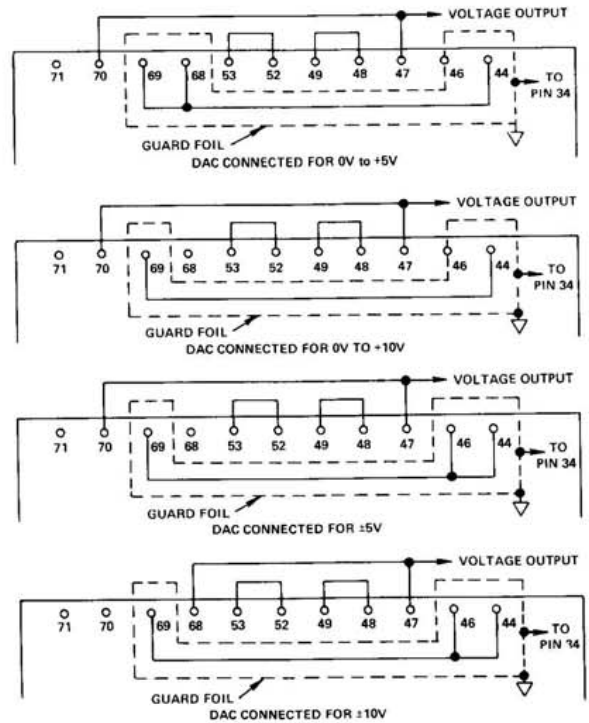 VOLTAGE OUTPUT
71 70 69 68 53 52 49 48 47 46 44
TO
PIN 34
GUARD FOIL
DAC CONNECTED FOR 0V to +5V
VOLTAGE OUTPUT
71 70 69 68 53 52 49 48 47 46 44
TO
PIN 34
GUARD FOIL
DAC CONNECTED FOR 0V TO +10V
VOLTAGE OUTPUT
71 70 69 68 53 52 49 48 47 46 44
TO
PIN 34
GUARD FOIL
DAC CONNECTED FOR ±5V
VOLTAGE OUTPUT
71 70 69 68 53 52 49 48 47 46 44
TO
PIN 34
GUARD FOIL
DAC CONNECTED FOR ±10V